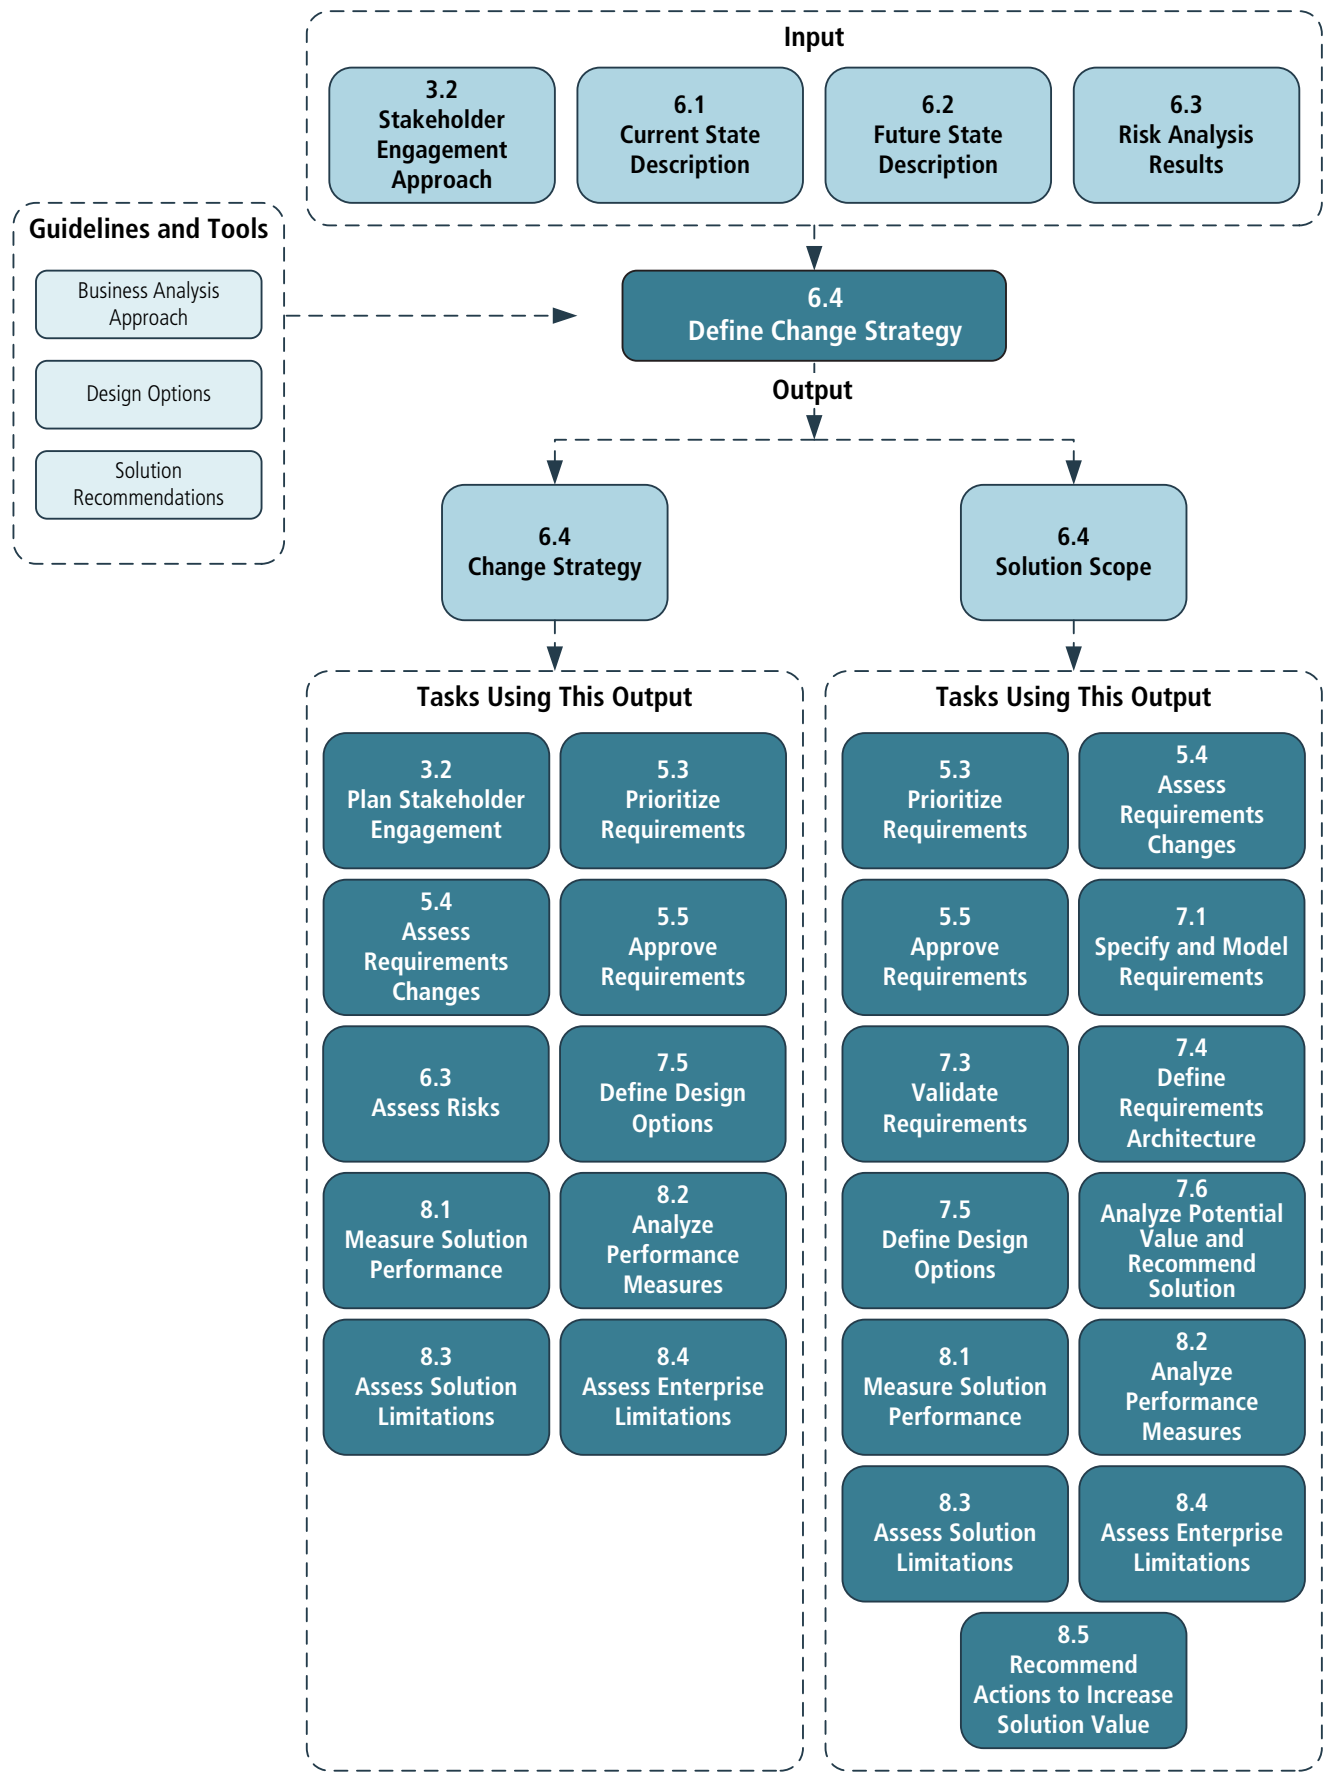 Input
3.2
Stakeholder
Engagement
Approach
6.1
Current State
Description
6.2
Future State
Description
6.3
Risk Analysis
Results
Guidelines and Tools
Business Analysis
Approach
Design Options
Solution
Recommendations
6.4
Define Change Strategy
Output
6.4
Change Strategy
6.4
Solution Scope
Tasks Using This Output
3.2
Plan Stakeholder
Engagement
5.3
Prioritize
Requirements
5.4
Assess
Requirements
Changes
5.5
Approve
Requirements
6.3
Assess Risks
7.5
Define Design
Options
8.1
Measure Solution
Performance
8.2
Analyze
Performance
Measures
8.3
Assess Solution
Limitations
8.4
Assess Enterprise
Limitations
Tasks Using This Output
5.3
Prioritize
Requirements
5.4
Assess
Requirements
Changes
5.5
Approve
Requirements
7.1
Specify and Model
Requirements
7.3
Validate
Requirements
7.4
Define
Requirements
Architecture
7.5
Define Design
Options
7.6
Analyze Potential
Value and
Recommend
Solution
8.1
Measure Solution
Performance
8.2
Analyze
Performance
Measures
8.3
Assess Solution
Limitations
8.4
Assess Enterprise
Limitations
8.5
Recommend
Actions to Increase
Solution Value